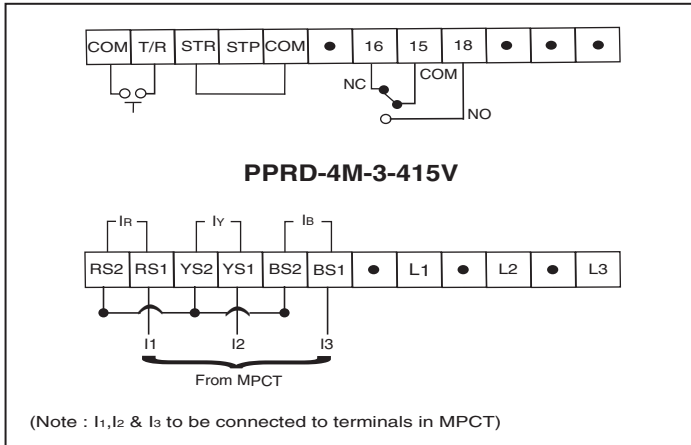 COM T/R STR STP COM • 16 15 18 • • •
NC COM
NO
PPRD-4M-3-415V
IR IY IB
RS2 RS1 YS2 YS1 BS2 BS1 • L1 • L2 • L3
I1 I2 I3
From MPCT
(Note : I1,I2 & I3 to be connected to terminals in MPCT)